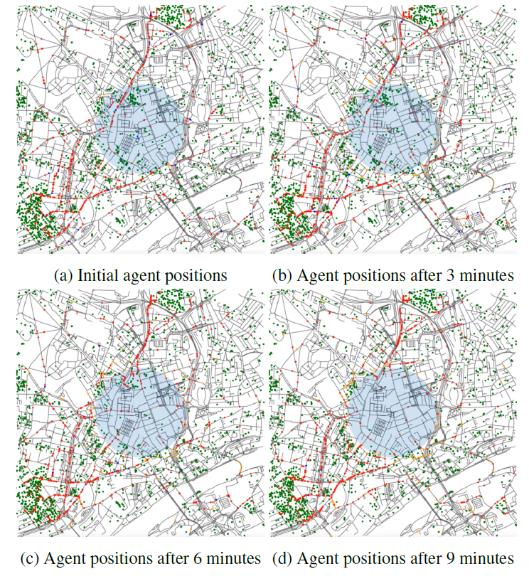 (a) Initial agent positions
(b) Agent positions after 3 minutes
(c) Agent positions after 6 minutes
(d) Agent positions after 9 minutes